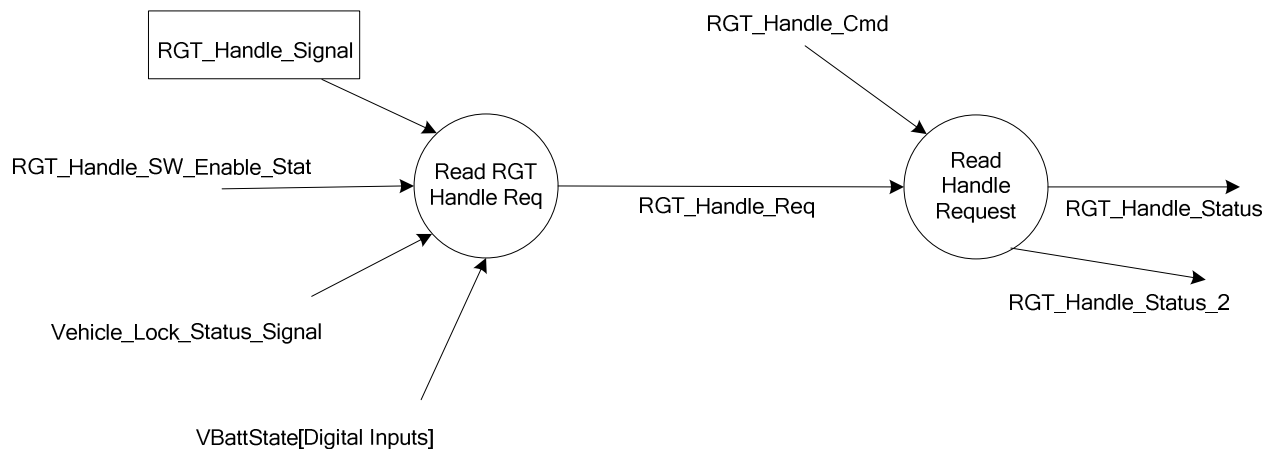 RGT_Handle_Signal
RGT_Handle_Cmd
RGT_Handle_SW_Enable_Stat
Read RGT
Handle Req
RGT_Handle_Req
Read
Handle
Request
RGT_Handle_Status
RGT_Handle_Status_2
Vehicle_Lock_Status_Signal
VBattState[Digital Inputs]